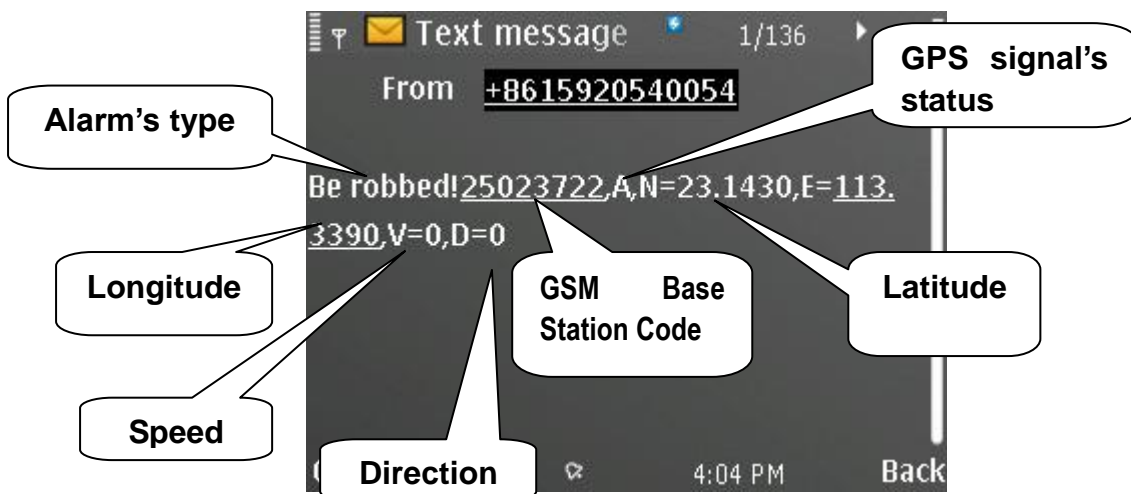 Text message 1/136
From +8615920540054
GPS signal's
status
Alarm's type
Be robbed!25023722,A,N=23.1430,E=113.
3390,V=0,D=0
Longitude
GSM Base
Station Code
Latitude
Speed
Direction
4:04 PM Back